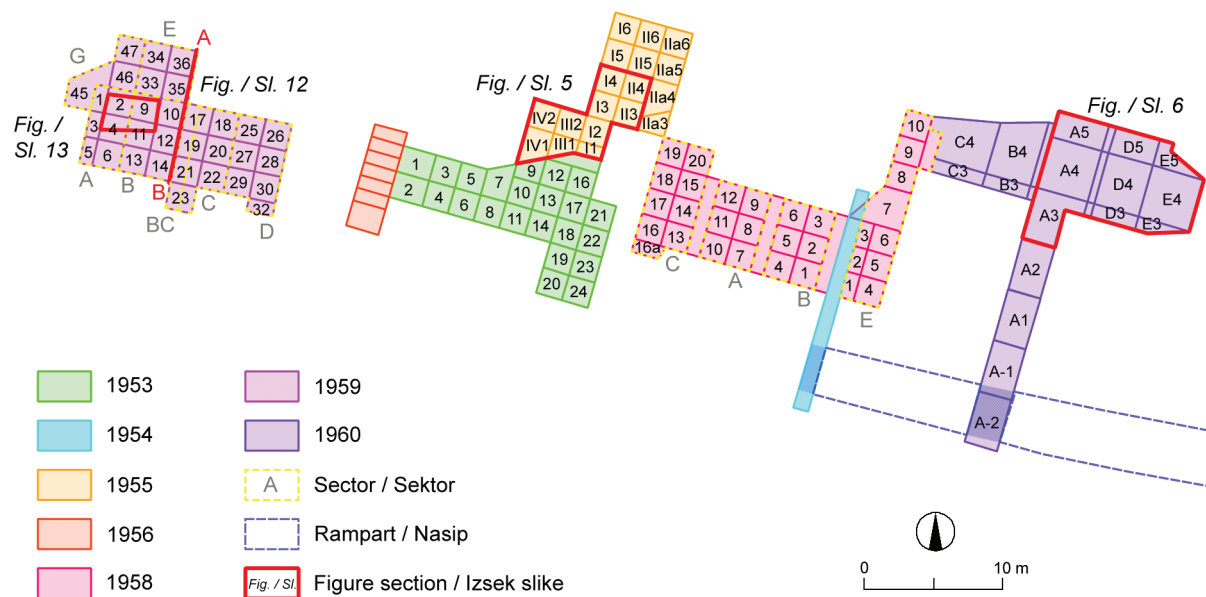 E
A
G
47 34 36
46 33 35
Fig. / Sl. 12
45 1 2 9 10 17 18 25 26
Fig. /
Sl. 13
3 4 11 12 19 20 27 28
5 6 13 14 21 22 29 30
A B B 23 C 32
BC D
Fig. / Sl. 5
I6 II6 IIa6
I5 II5 IIa5
I4 II4 IIa4
I3 II3 IIa3
IV2 III2 I2
IV1 III1 I1
1 3 5 7 9 12 16
2 4 6 8 10 13 17 21
11 14 18 22
19 23
20 24
19 20
18 15
17 14
16 13
16a
C
12 9
11 8
10 7
A
6 3
5 2
4 1
B
10
9
8
7
3 6
2 5
1 4
E
Fig. / Sl. 6
C4 B4 A5 D5 E5
C3 B3 A4 D4 E4
A3 D3 E3
A2
A1
A-1
A-2
1953
1954
1955
1956
1958
1959
1960
A Sector / Sektor
Rampart / Nasip
Fig. / Sl. Figure section / Izsek slike
0 10 m